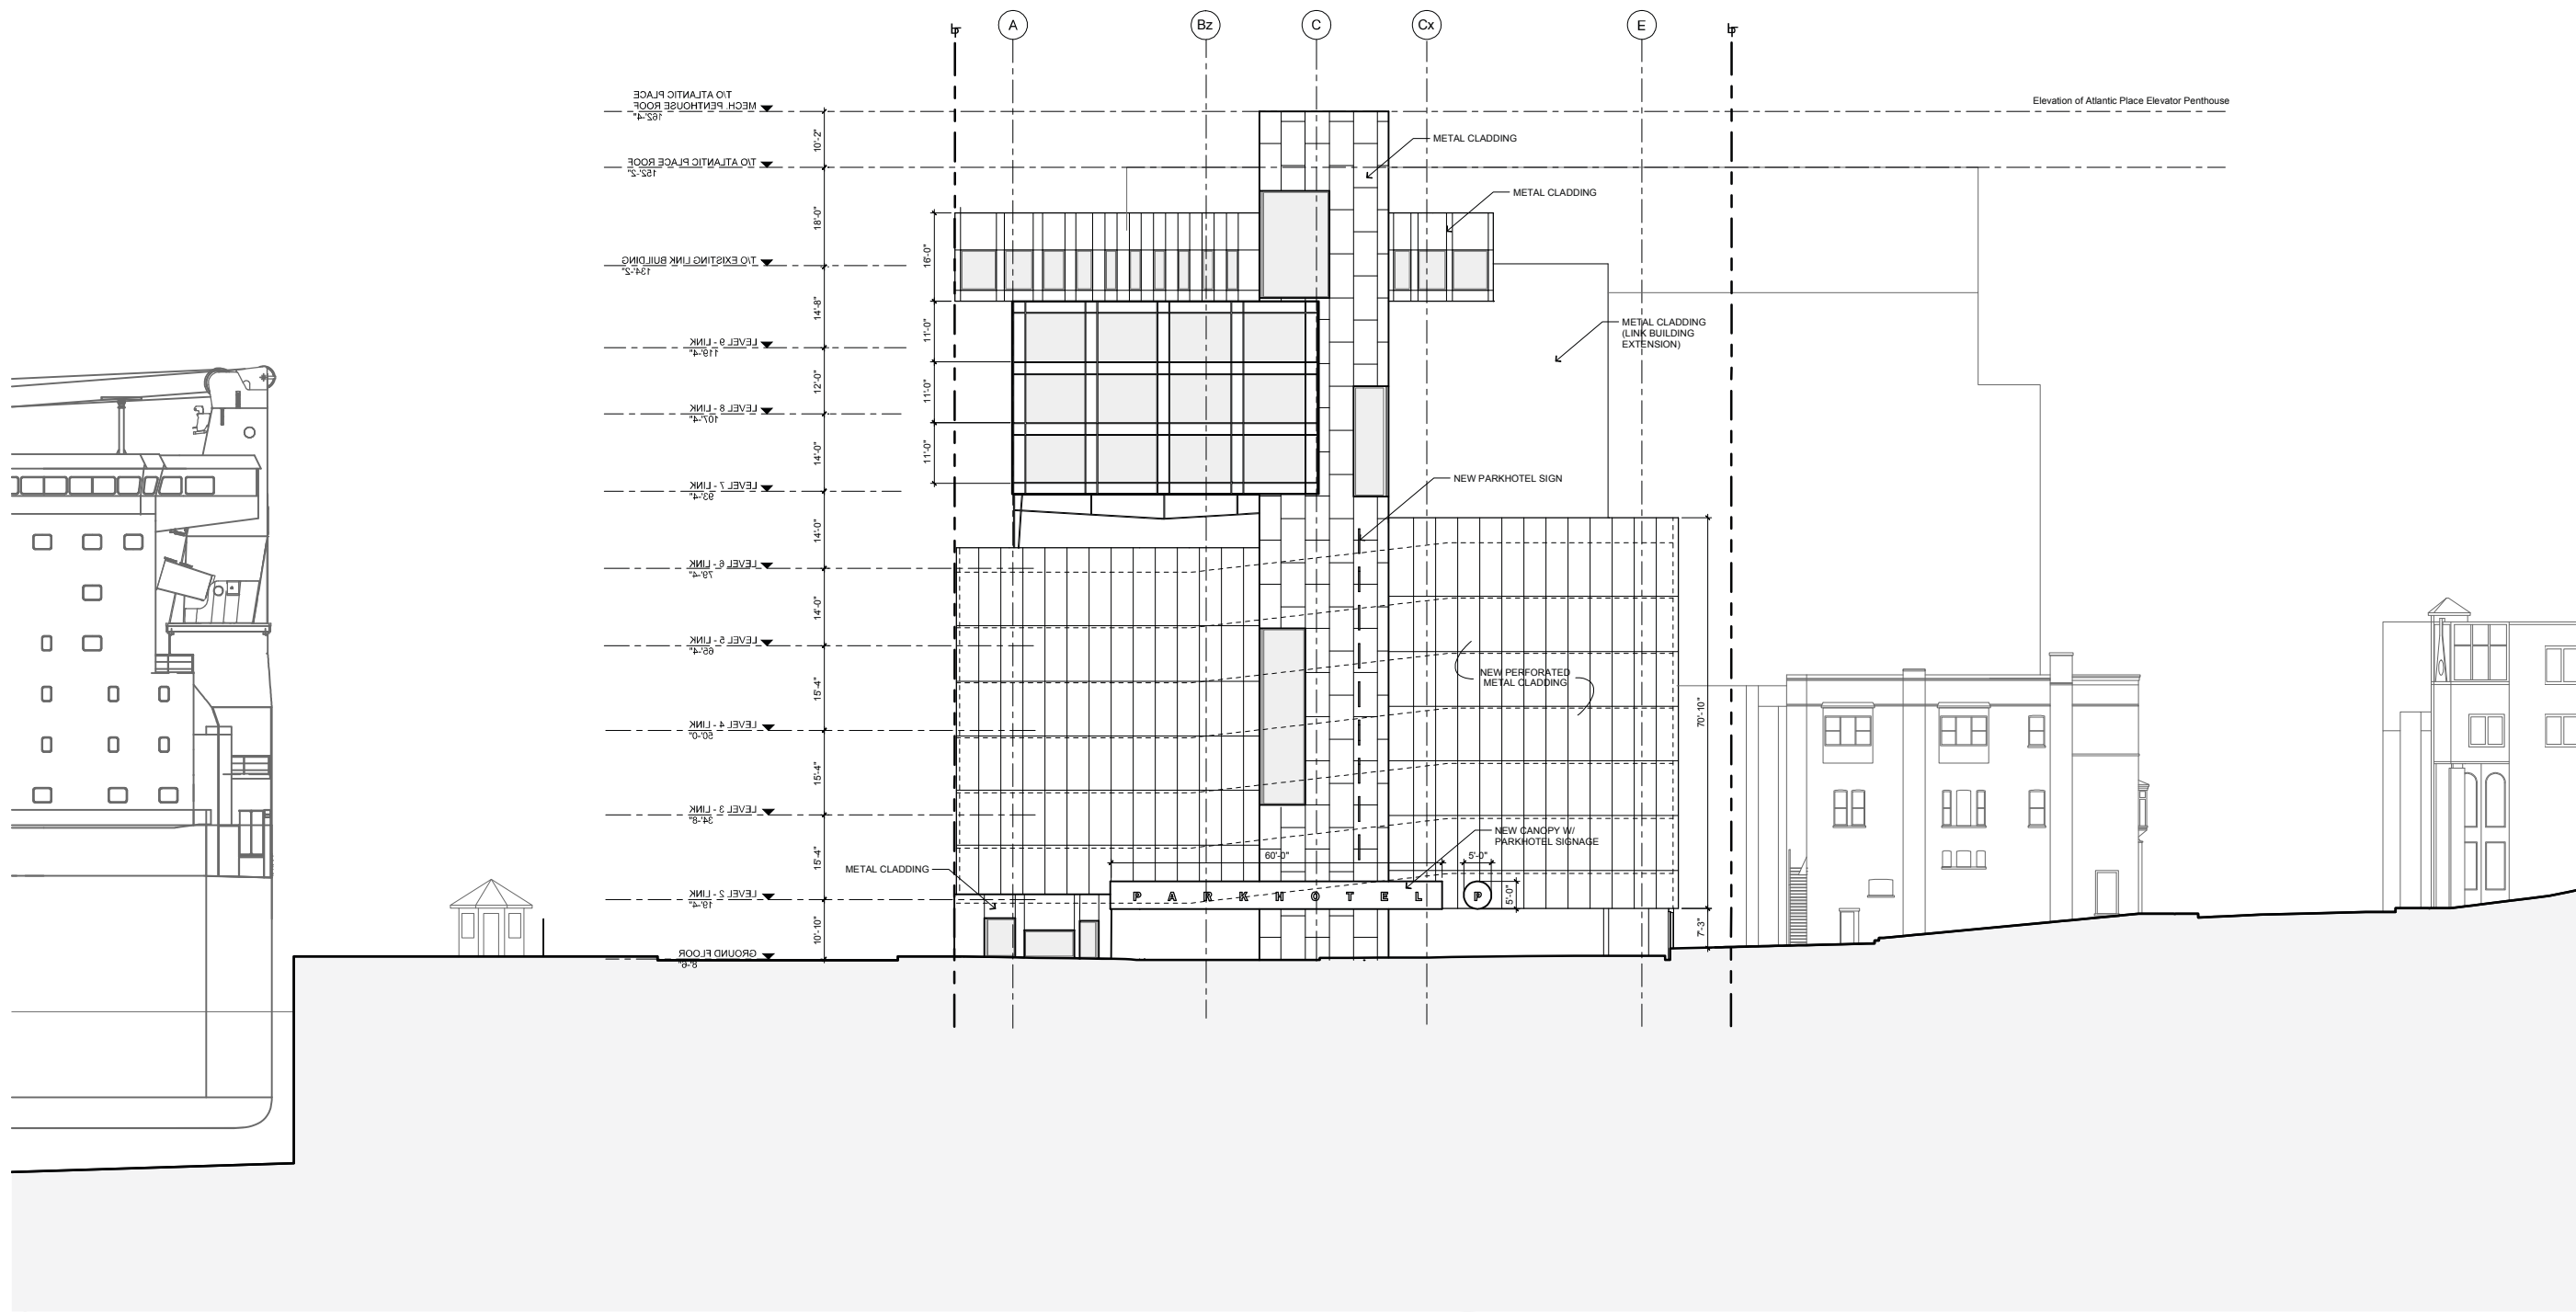 A
Bz
C
Cx
E
T/O ATLANTIC PLACE
MECH. PENTHOUSE ROOF
162'-4"
Elevation of Atlantic Place Elevator Penthouse
10'-2"
METAL CLADDING
T/O ATLANTIC PLACE ROOF
152'-2"
METAL CLADDING
18'-0"
16'-0"
T/O EXISTING LINK BUILDING
134'-2"
14'-8"
11'-0"
METAL CLADDING
(LINK BUILDING
EXTENSION)
LEVEL 9 - LINK
119'-4"
12'-0"
11'-0"
LEVEL 8 - LINK
107'-4"
14'-0"
11'-0"
NEW PARKHOTEL SIGN
LEVEL 7 - LINK
93'-4"
14'-0"
LEVEL 6 - LINK
79'-4"
14'-0"
LEVEL 5 - LINK
65'-4"
NEW PERFORATED
METAL CLADDING
15'-4"
70'-10"
LEVEL 4 - LINK
50'-0"
15'-4"
LEVEL 3 - LINK
34'-8"
NEW CANOPY W/
PARKHOTEL SIGNAGE
15'-4"
60'-0"
5'-0"
METAL CLADDING
LEVEL 2 - LINK
19'-4"
PARKHOTEL
P
5'-0"
10'-10"
7'-3"
GROUND FLOOR
8'-6"